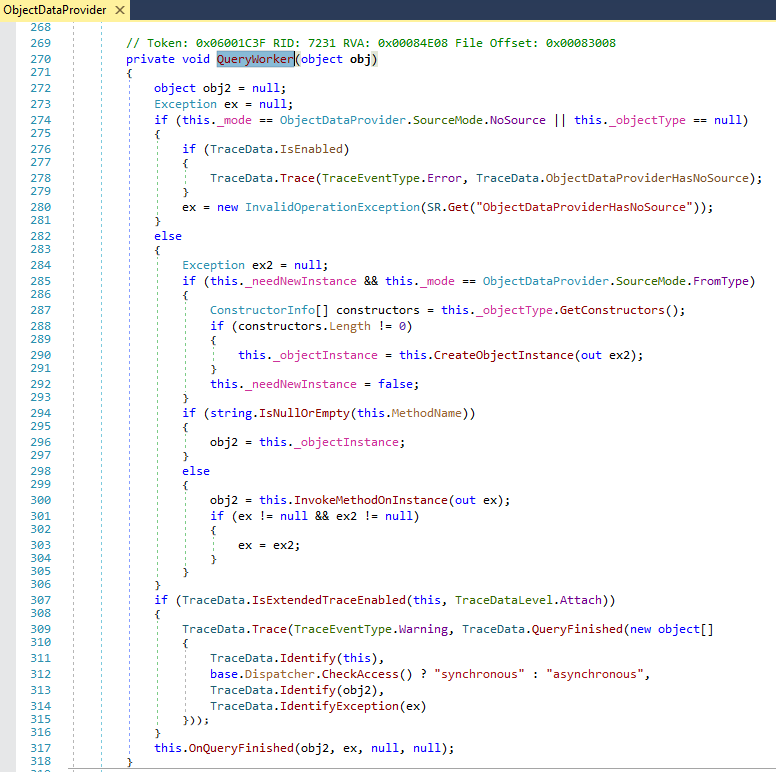 ObjectDataProvider ×
268
269 // Token: 0x06001C3F RID: 7231 RVA: 0x00084E08 File Offset: 0x00083008
270 private void QueryWorker(object obj)
271 {
272 object obj2 = null;
273 Exception ex = null;
274 if (this._mode == ObjectDataProvider.SourceMode.NoSource || this._objectType == null)
275 {
276 if (TraceData.IsEnabled)
277 {
278 TraceData.Trace(TraceEventType.Error, TraceData.ObjectDataProviderHasNoSource);
279 }
280 ex = new InvalidOperationException(SR.Get("ObjectDataProviderHasNoSource"));
281 }
282 else
283 {
284 Exception ex2 = null;
285 if (this._needNewInstance && this._mode == ObjectDataProvider.SourceMode.FromType)
286 {
287 ConstructorInfo[] constructors = this._objectType.GetConstructors();
288 if (constructors.Length != 0)
289 {
290 this._objectInstance = this.CreateObjectInstance(out ex2);
291 }
292 this._needNewInstance = false;
293 }
294 if (string.IsNullOrEmpty(this.MethodName))
295 {
296 obj2 = this._objectInstance;
297 }
298 else
299 {
300 obj2 = this.InvokeMethodOnInstance(out ex);
301 if (ex != null && ex2 != null)
302 {
303 ex = ex2;
304 }
305 }
306 }
307 if (TraceData.IsExtendedTraceEnabled(this, TraceDataLevel.Attach))
308 {
309 TraceData.Trace(TraceEventType.Warning, TraceData.QueryFinished(new object[]
310 {
311 TraceData.Identify(this),
312 base.Dispatcher.CheckAccess() ? "synchronous" : "asynchronous",
313 TraceData.Identify(obj2),
314 TraceData.IdentifyException(ex)
315 }));
316 }
317 this.OnQueryFinished(obj2, ex, null, null);
318 }